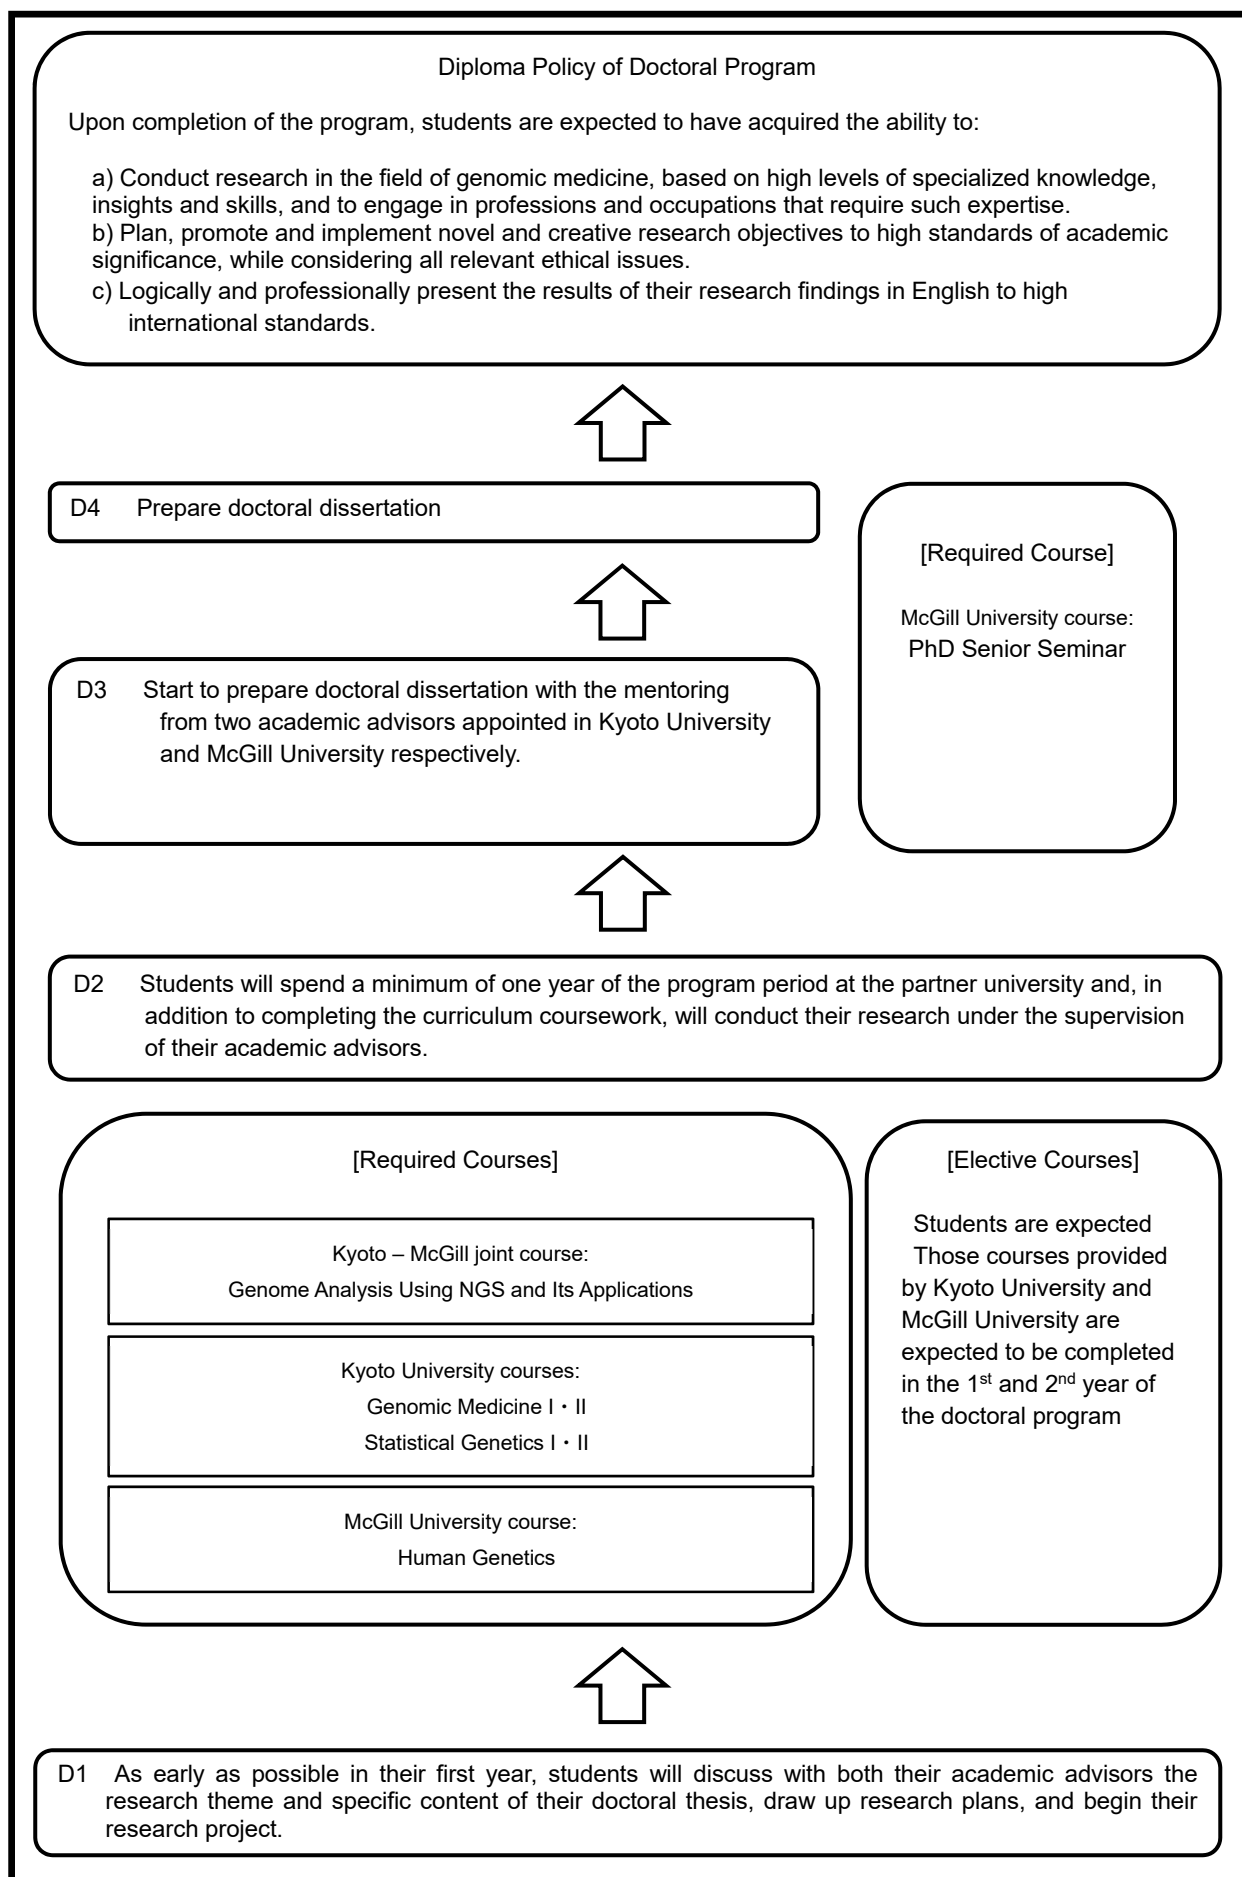 Diploma Policy of Doctoral Program
Upon completion of the program, students are expected to have acquired the ability to:
a) Conduct research in the field of genomic medicine, based on high levels of specialized knowledge,
insights and skills, and to engage in professions and occupations that require such expertise.
b) Plan, promote and implement novel and creative research objectives to high standards of academic
significance, while considering all relevant ethical issues.
c) Logically and professionally present the results of their research findings in English to high
international standards.
D4 Prepare doctoral dissertation
[Required Course]
McGill University course:
PhD Senior Seminar
D3 Start to prepare doctoral dissertation with the mentoring
from two academic advisors appointed in Kyoto University
and McGill University respectively.
D2 Students will spend a minimum of one year of the program period at the partner university and, in
addition to completing the curriculum coursework, will conduct their research under the supervision
of their academic advisors.
[Required Courses]
Kyoto – McGill joint course:
Genome Analysis Using NGS and Its Applications
Kyoto University courses:
Genomic Medicine I・II
Statistical Genetics I・II
McGill University course:
Human Genetics
[Elective Courses]
Students are expected
Those courses provided
by Kyoto University and
McGill University are
expected to be completed
in the 1st and 2nd year of
the doctoral program
D1 As early as possible in their first year, students will discuss with both their academic advisors the
research theme and specific content of their doctoral thesis, draw up research plans, and begin their
research project.